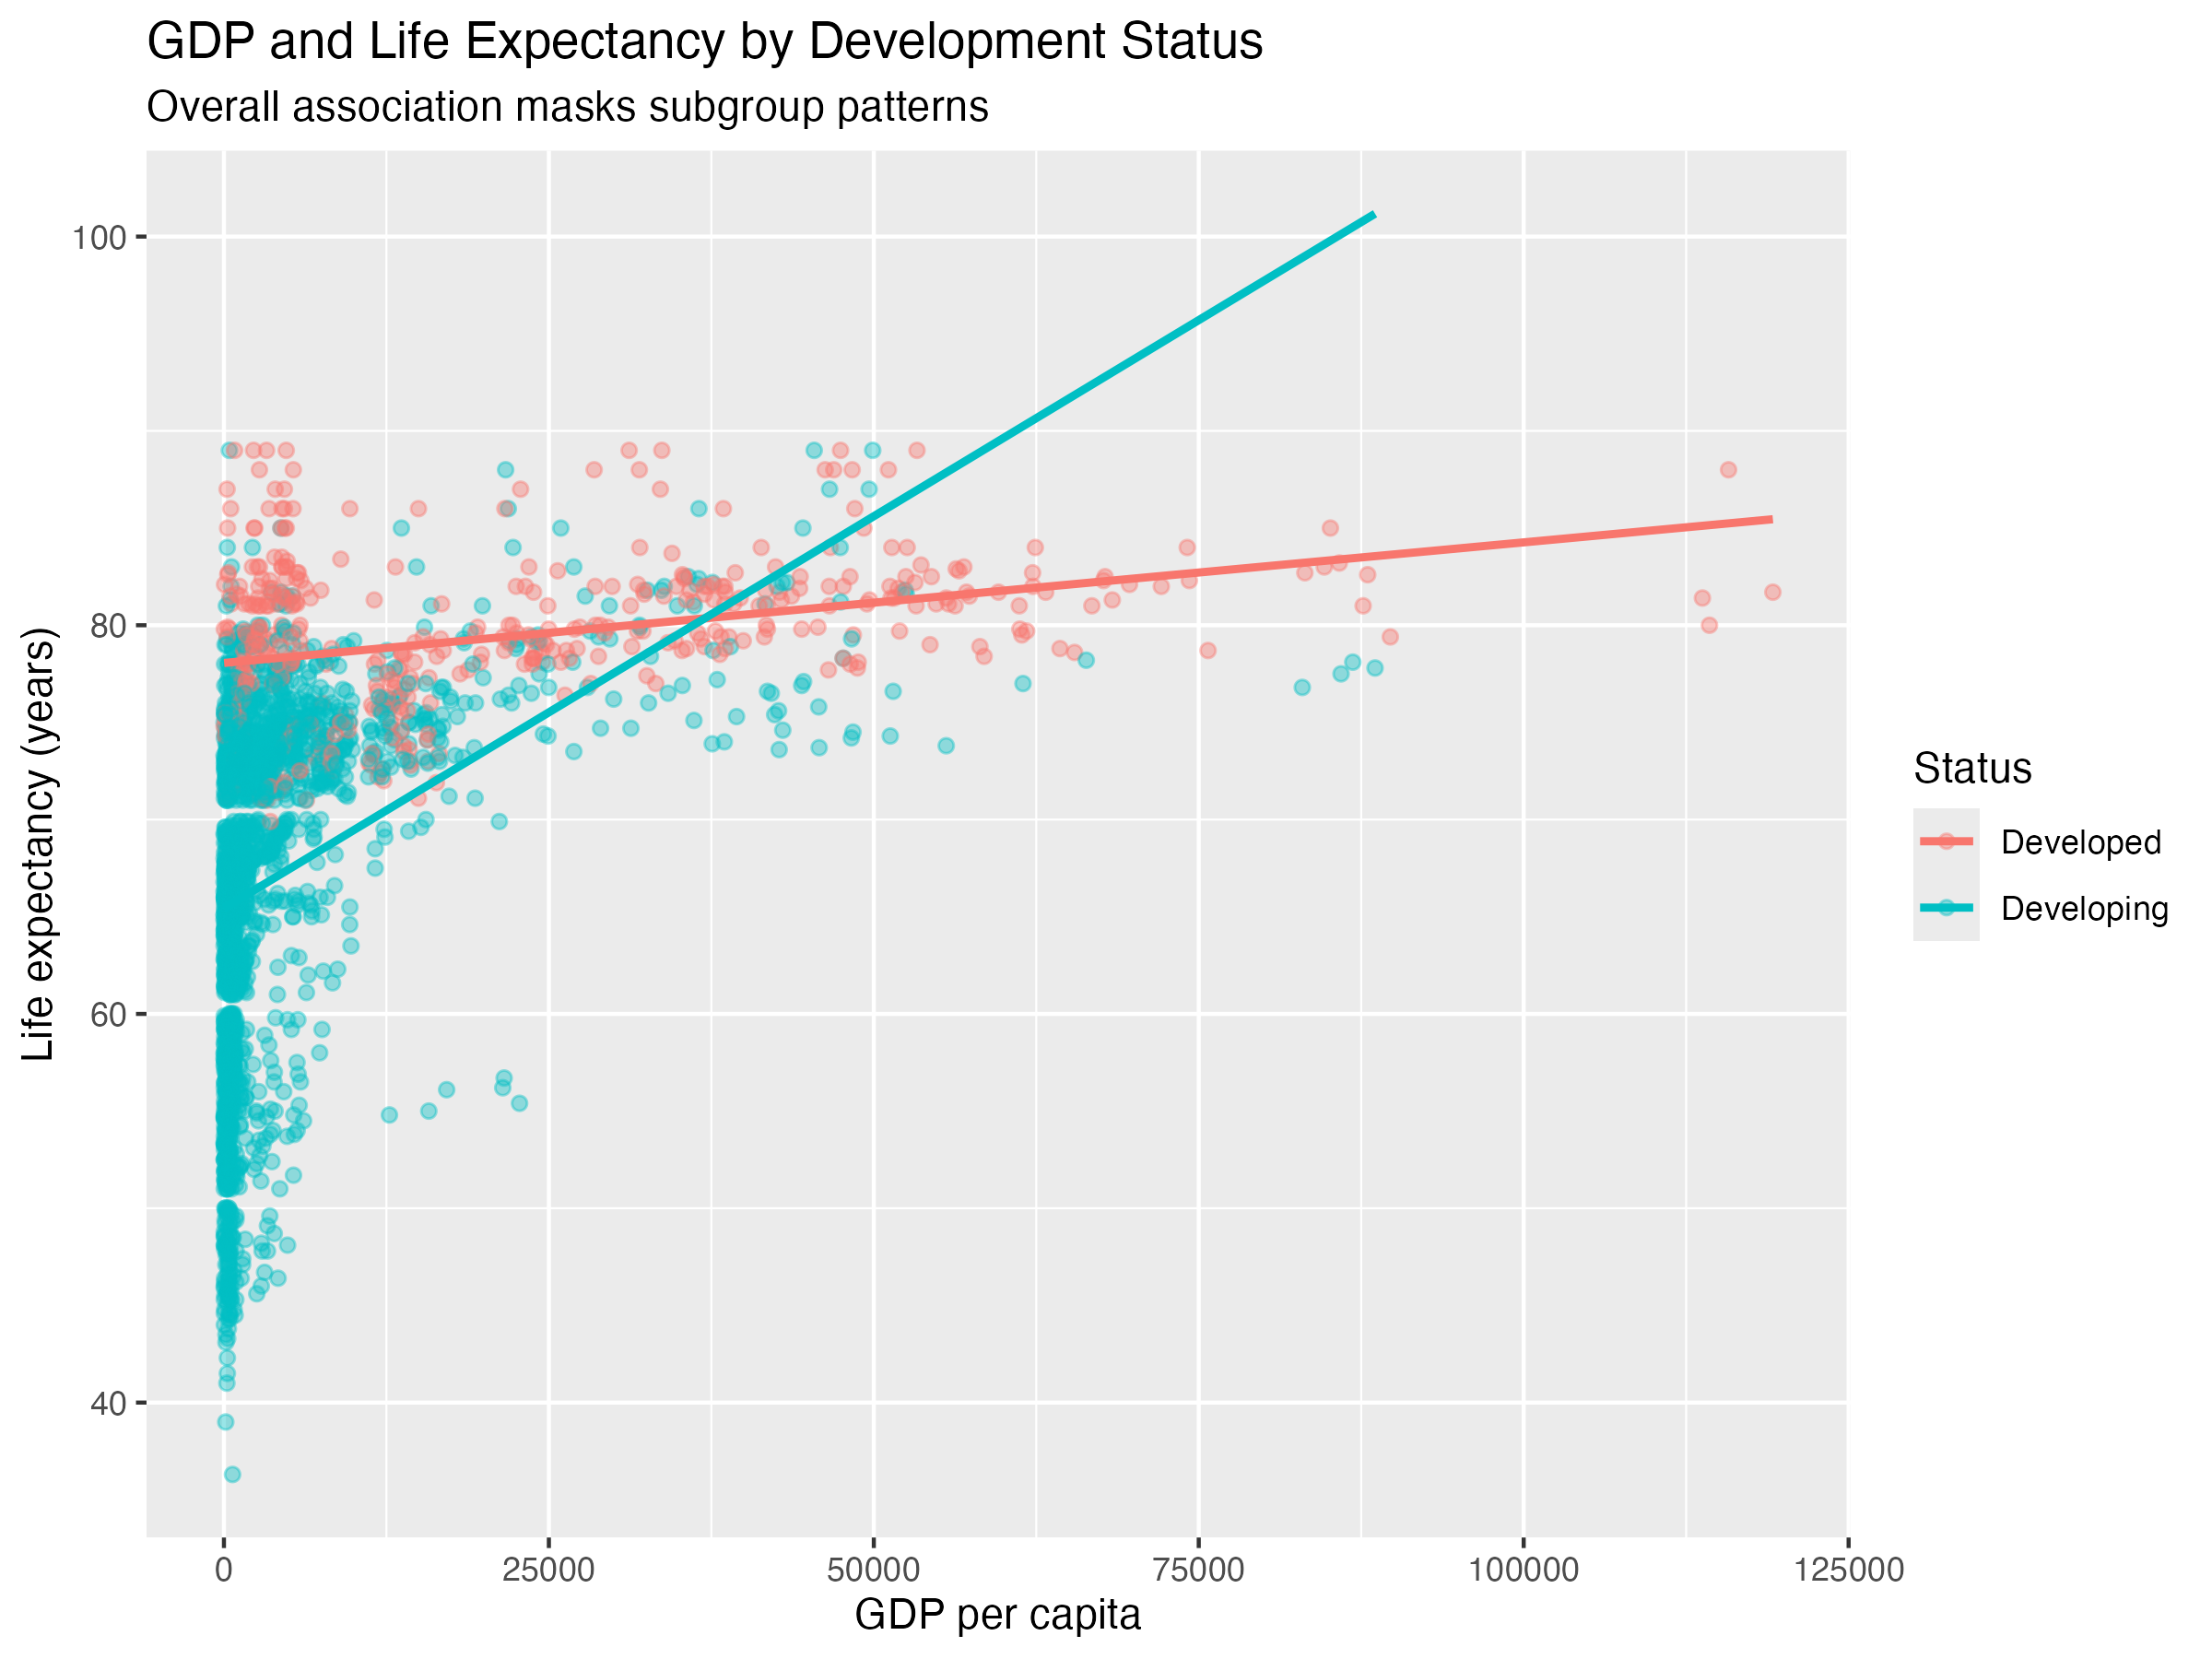 GDP and Life Expectancy by Development Status
Overall association masks subgroup patterns
100
80
60
40
Life expectancy (years)
0 25000 50000 75000 100000 125000
GDP per capita
Status
Developed
Developing